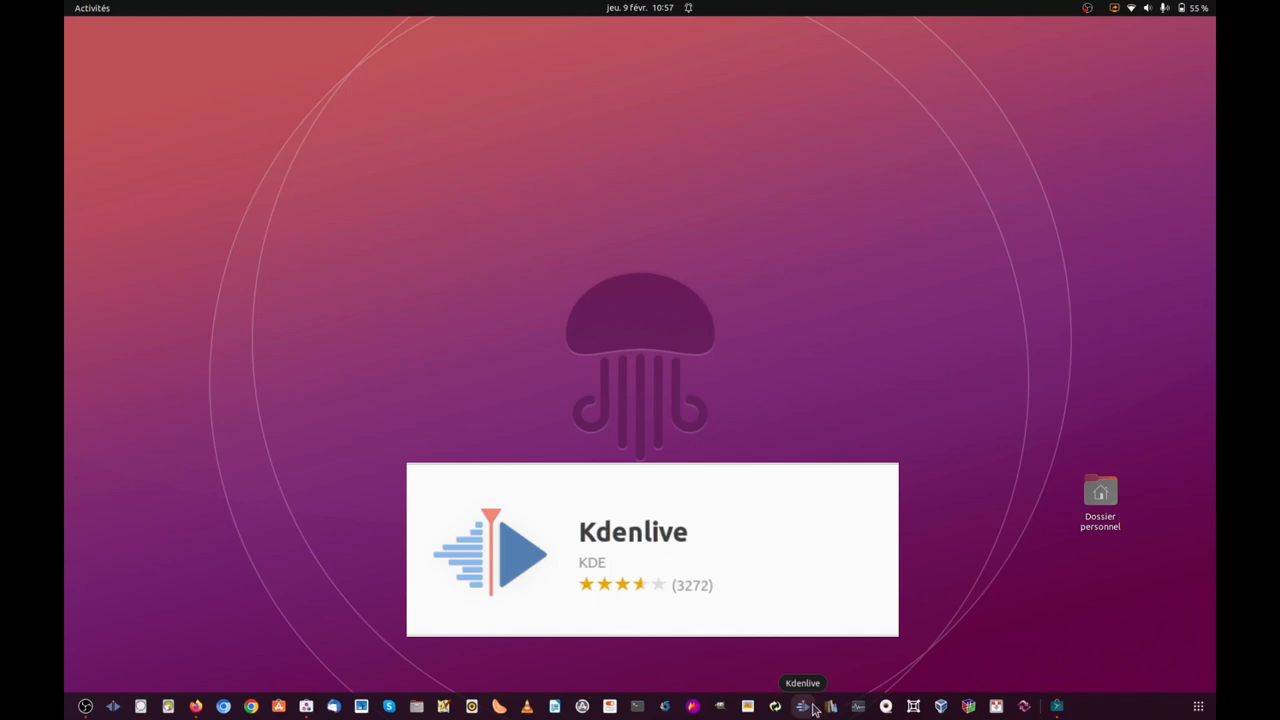 Activités
jeu. 9 févr. 10:57
55 %
Kdenlive
KDE
(3272)
Dossier
personnel
Kdenlive